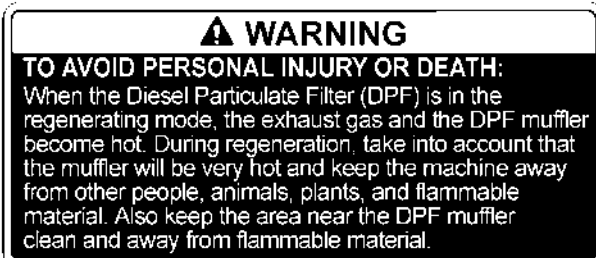 WARNING
TO AVOID PERSONAL INJURY OR DEATH:
When the Diesel Particulate Filter (DPF) is in the
regenerating mode, the exhaust gas and the DPF muffler
become hot. During regeneration, take into account that
the muffler will be very hot and keep the machine away
from other people, animals, plants, and flammable
material. Also keep the area near the DPF muffler
clean and away from flammable material.